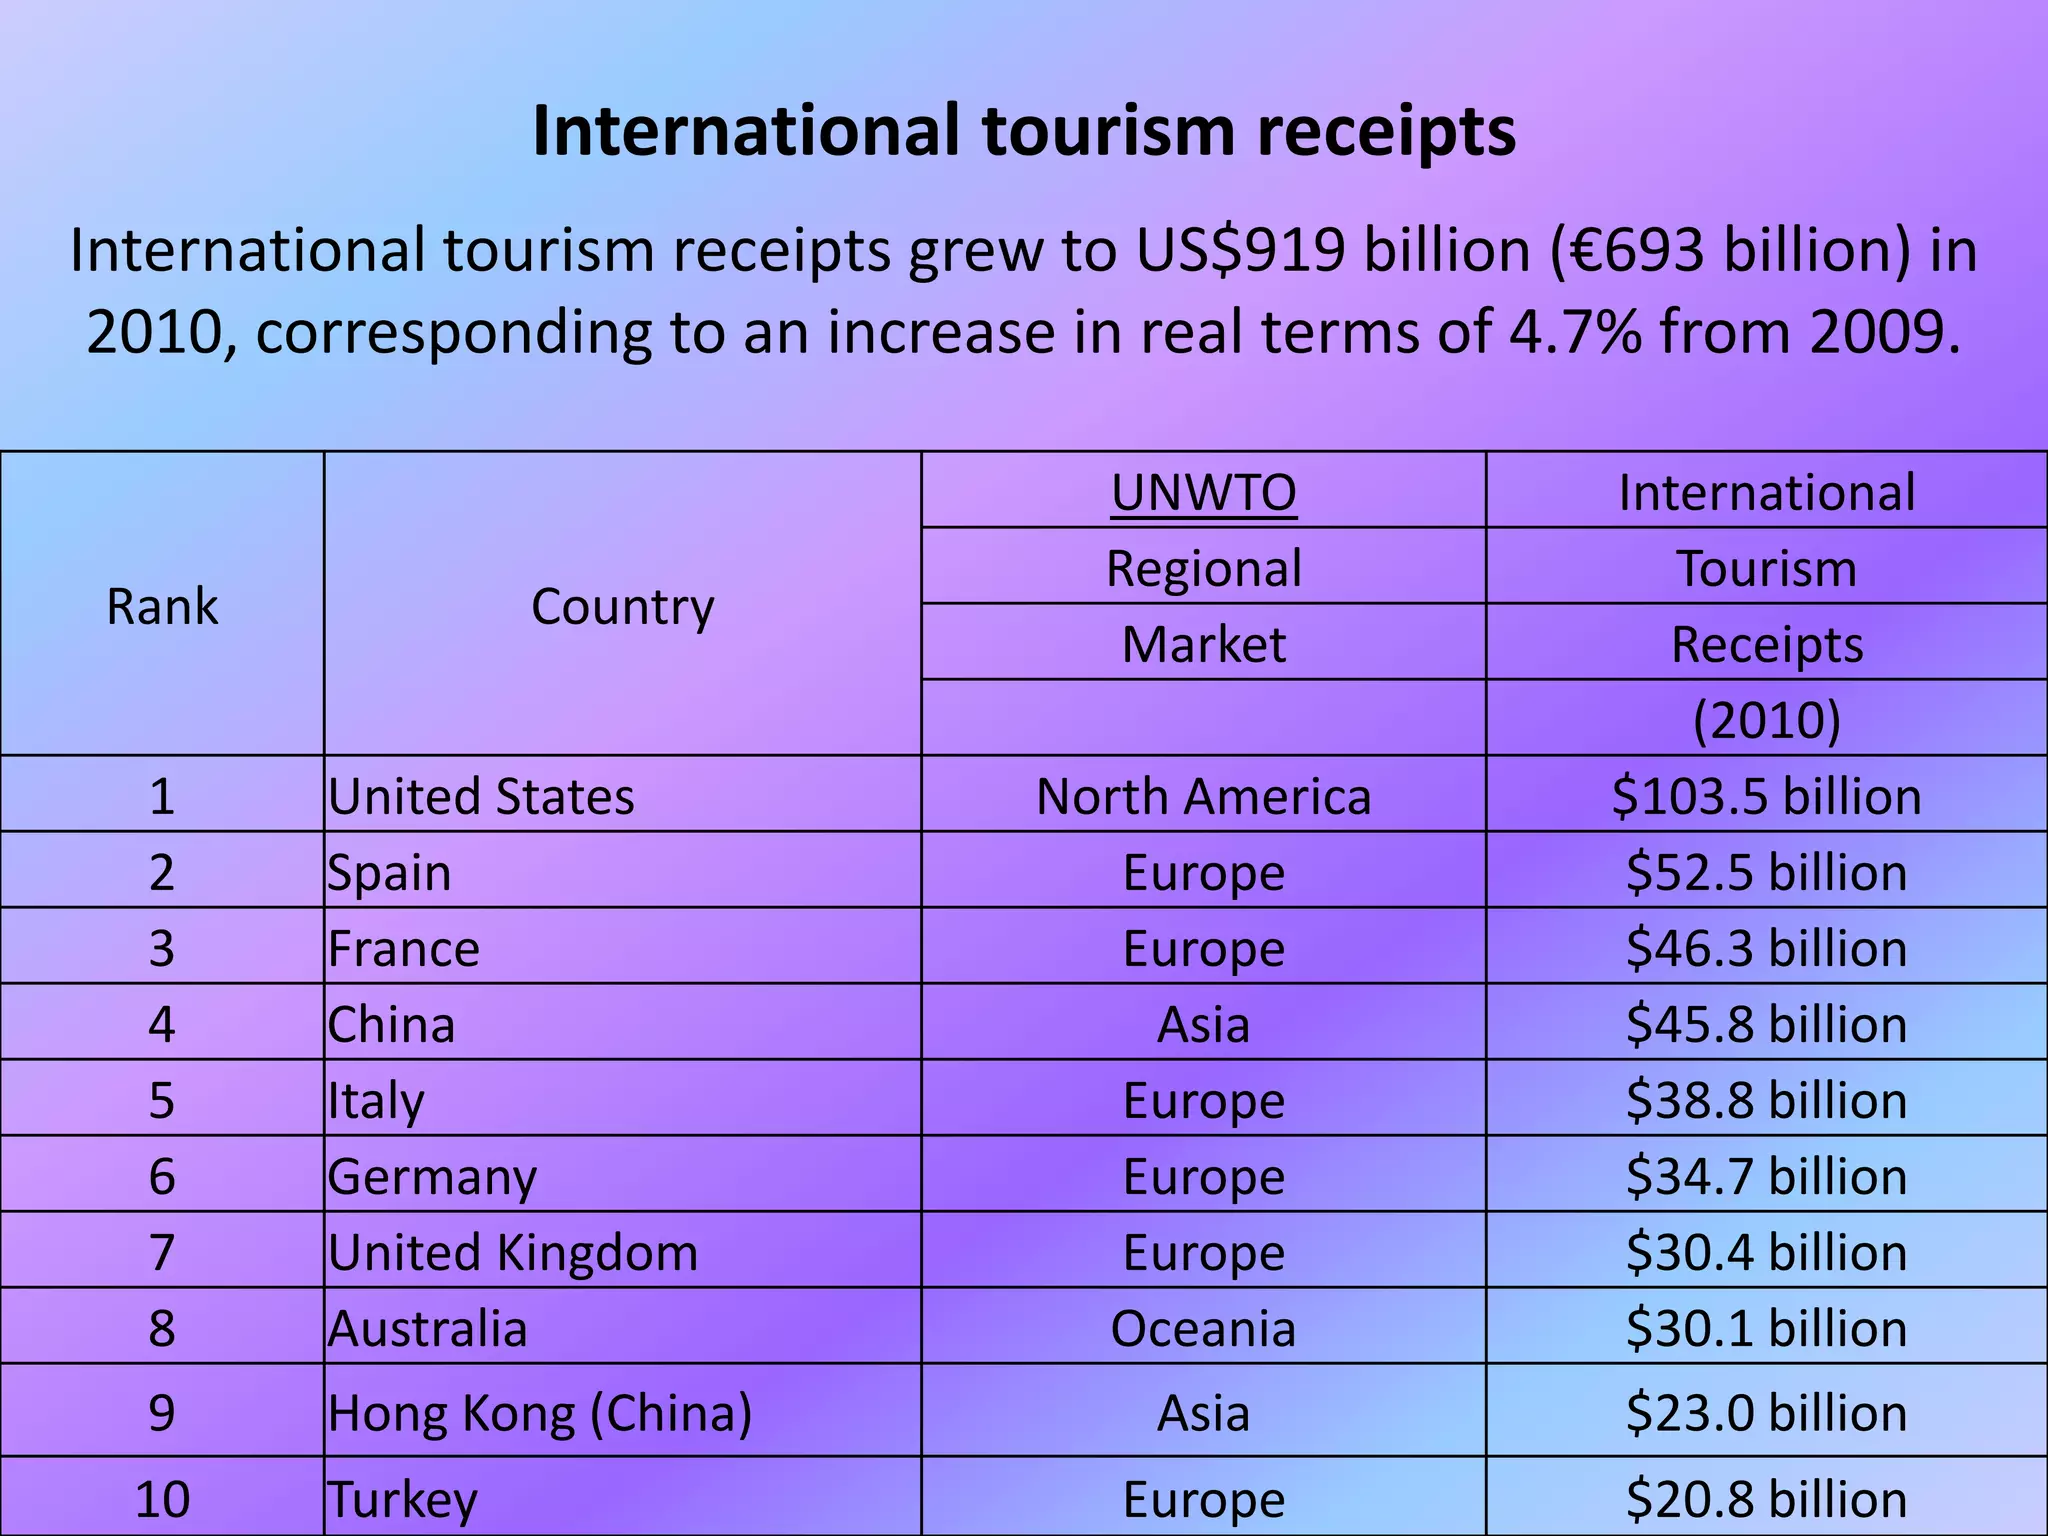 International tourism receipts
International tourism receipts grew to US$919 billion (€693 billion) in
2010, corresponding to an increase in real terms of 4.7% from 2009.
Rank Country UNWTO International
Regional Tourism
Market Receipts
(2010)
1 United States North America $103.5 billion
2 Spain Europe $52.5 billion
3 France Europe $46.3 billion
4 China Asia $45.8 billion
5 Italy Europe $38.8 billion
6 Germany Europe $34.7 billion
7 United Kingdom Europe $30.4 billion
8 Australia Oceania $30.1 billion
9 Hong Kong (China) Asia $23.0 billion
10 Turkey Europe $20.8 billion